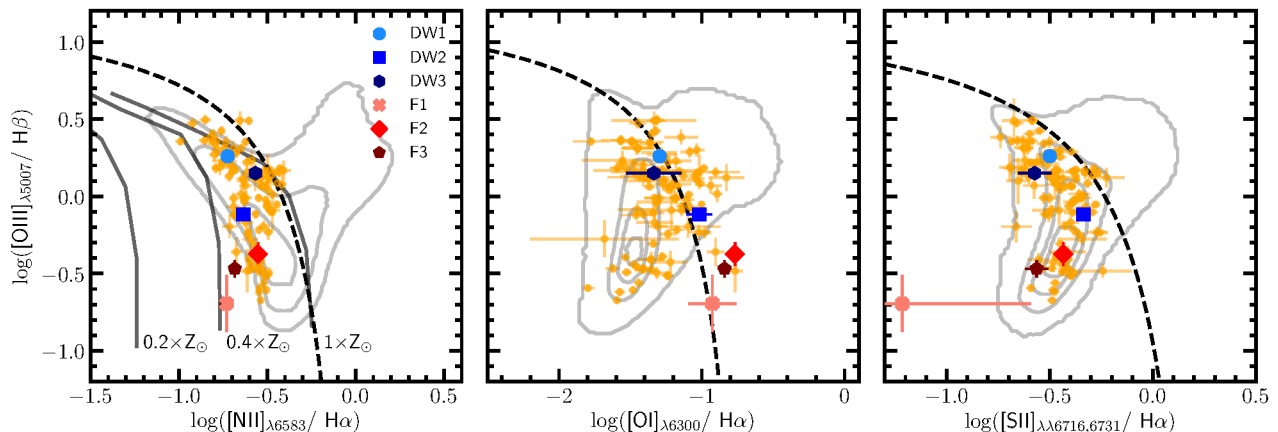 log([OIII]λ5007/ Hβ)
1.0
0.5
0.0
−0.5
−1.0
DW1
DW2
DW3
F1
F2
F3
0.2×Z⊙
0.4×Z⊙
1×Z⊙
−1.5
−1.0
−0.5
0.0
0.5
log([NII]λ6583/ Hα)
−2
−1
0
log([OI]λ6300/ Hα)
−1.0
−0.5
0.0
0.5
log([SII]λλ6716,6731/ Hα)